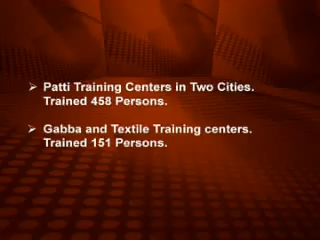 ➢ Patti Training Centers in Two Cities.
Trained 458 Persons.
➢ Gabba and Textile Training centers.
Trained 151 Persons.